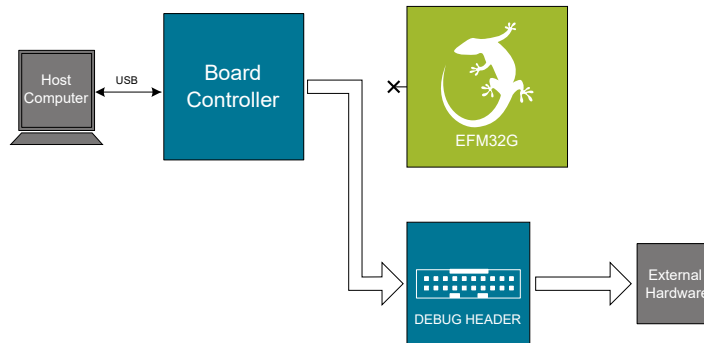 Host
Computer
USB
Board
Controller
EFM32G
DEBUG HEADER
External
Hardware